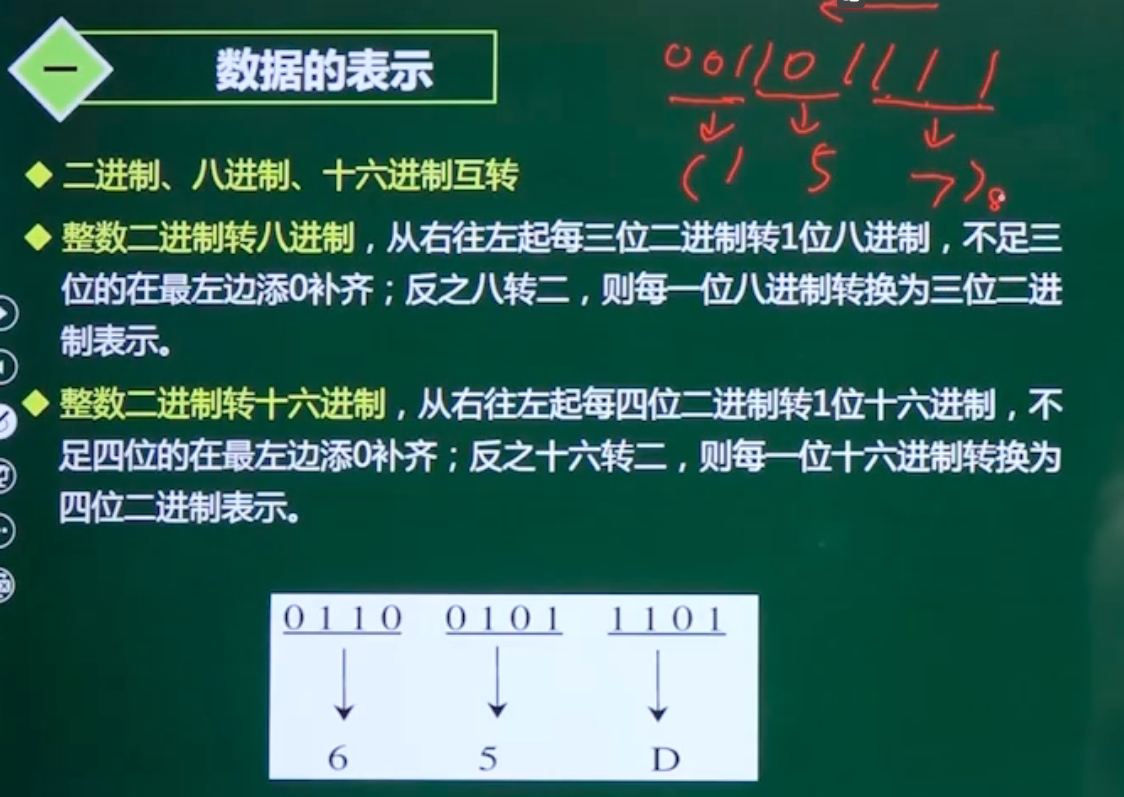 一 数据的表示
001101111
(1 5 7)8
二进制、八进制、十六进制互转
整数二进制转八进制，从右往左起每三位二进制转1位八进制，不足三
位的在最左边添0补齐；反之八转二，则每一位八进制转换为三位二进
制表示。
整数二进制转十六进制，从右往左起每四位二进制转1位十六进制，不
足四位的在最左边添0补齐；反之十六转二，则每一位十六进制转换为
四位二进制表示。
0110 0101 1101
6 5 D